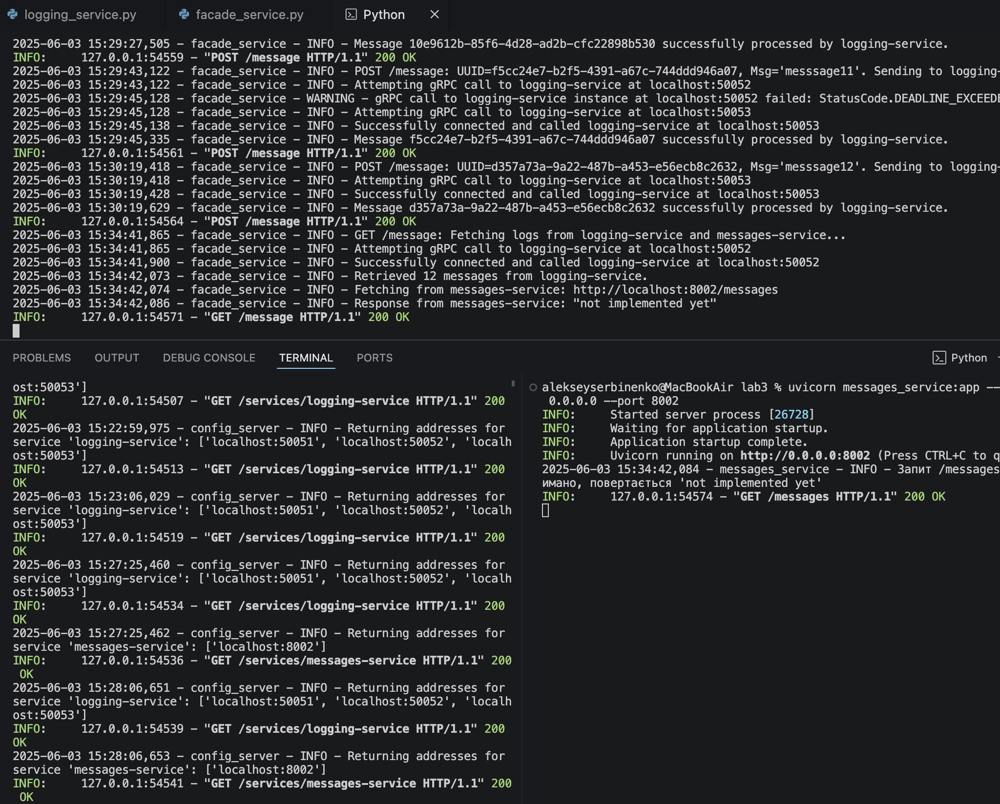 logging_service.py facade_service.py Python
2025-06-03 15:29:27,505 - facade_service - INFO - Message 10e9612b-85f6-4d28-ad2b-cfc22898b530 successfully processed by logging-service.
INFO: 127.0.0.1:54559 - "POST /message HTTP/1.1" 200 OK
2025-06-03 15:29:43,122 - facade_service - INFO - POST /message: UUID=f5cc24e7-b2f5-4391-a67c-744ddd946a07, Msg='messsage11'. Sending to logging-
2025-06-03 15:29:43,122 - facade_service - INFO - Attempting gRPC call to logging-service at localhost:50052
2025-06-03 15:29:45,128 - facade_service - WARNING - gRPC call to logging-service instance at localhost:50052 failed: StatusCode.DEADLINE_EXCEEDE
2025-06-03 15:29:45,128 - facade_service - INFO - Attempting gRPC call to logging-service at localhost:50053
2025-06-03 15:29:45,138 - facade_service - INFO - Successfully connected and called logging-service at localhost:50053
2025-06-03 15:29:45,335 - facade_service - INFO - Message f5cc24e7-b2f5-4391-a67c-744ddd946a07 successfully processed by logging-service.
INFO: 127.0.0.1:54561 - "POST /message HTTP/1.1" 200 OK
2025-06-03 15:30:19,418 - facade_service - INFO - POST /message: UUID=d357a73a-9a22-487b-a453-e56ecb8c2632, Msg='messsage12'. Sending to logging-
2025-06-03 15:30:19,418 - facade_service - INFO - Attempting gRPC call to logging-service at localhost:50053
2025-06-03 15:30:19,428 - facade_service - INFO - Successfully connected and called logging-service at localhost:50053
2025-06-03 15:30:19,629 - facade_service - INFO - Message d357a73a-9a22-487b-a453-e56ecb8c2632 successfully processed by logging-service.
INFO: 127.0.0.1:54564 - "POST /message HTTP/1.1" 200 OK
2025-06-03 15:34:41,865 - facade_service - INFO - GET /message: Fetching logs from logging-service and messages-service...
2025-06-03 15:34:41,865 - facade_service - INFO - Attempting gRPC call to logging-service at localhost:50052
2025-06-03 15:34:41,900 - facade_service - INFO - Successfully connected and called logging-service at localhost:50052
2025-06-03 15:34:42,073 - facade_service - INFO - Retrieved 12 messages from logging-service.
2025-06-03 15:34:42,074 - facade_service - INFO - Fetching from messages-service: http://localhost:8002/messages
2025-06-03 15:34:42,086 - facade_service - INFO - Response from messages-service: "not implemented yet"
INFO: 127.0.0.1:54571 - "GET /message HTTP/1.1" 200 OK
PROBLEMS OUTPUT DEBUG CONSOLE TERMINAL PORTS Python
ost:50053']
INFO: 127.0.0.1:54507 - "GET /services/logging-service HTTP/1.1" 200
OK
2025-06-03 15:22:59,975 - config_server - INFO - Returning addresses for
service 'logging-service': ['localhost:50051', 'localhost:50052', 'localh
ost:50053']
INFO: 127.0.0.1:54513 - "GET /services/logging-service HTTP/1.1" 200
OK
2025-06-03 15:23:06,029 - config_server - INFO - Returning addresses for
service 'logging-service': ['localhost:50051', 'localhost:50052', 'localh
ost:50053']
INFO: 127.0.0.1:54519 - "GET /services/logging-service HTTP/1.1" 200
OK
2025-06-03 15:27:25,460 - config_server - INFO - Returning addresses for
service 'logging-service': ['localhost:50051', 'localhost:50052', 'localh
ost:50053']
INFO: 127.0.0.1:54534 - "GET /services/logging-service HTTP/1.1" 200
OK
2025-06-03 15:27:25,462 - config_server - INFO - Returning addresses for
service 'messages-service': ['localhost:8002']
INFO: 127.0.0.1:54536 - "GET /services/messages-service HTTP/1.1" 200
OK
2025-06-03 15:28:06,651 - config_server - INFO - Returning addresses for
service 'logging-service': ['localhost:50051', 'localhost:50052', 'localh
ost:50053']
INFO: 127.0.0.1:54539 - "GET /services/logging-service HTTP/1.1" 200
OK
2025-06-03 15:28:06,653 - config_server - INFO - Returning addresses for
service 'messages-service': ['localhost:8002']
INFO: 127.0.0.1:54541 - "GET /services/messages-service HTTP/1.1" 200
OK
alekseyserbinenko@MacBookAir lab3 % uvicorn messages_service:app --
0.0.0.0 --port 8002
INFO: Started server process [26728]
INFO: Waiting for application startup.
INFO: Application startup complete.
INFO: Uvicorn running on http://0.0.0.0:8002 (Press CTRL+C to q
2025-06-03 15:34:42,084 - messages_service - INFO - Запит /messages
имано, повертається 'not implemented yet'
INFO: 127.0.0.1:54574 - "GET /messages HTTP/1.1" 200 OK